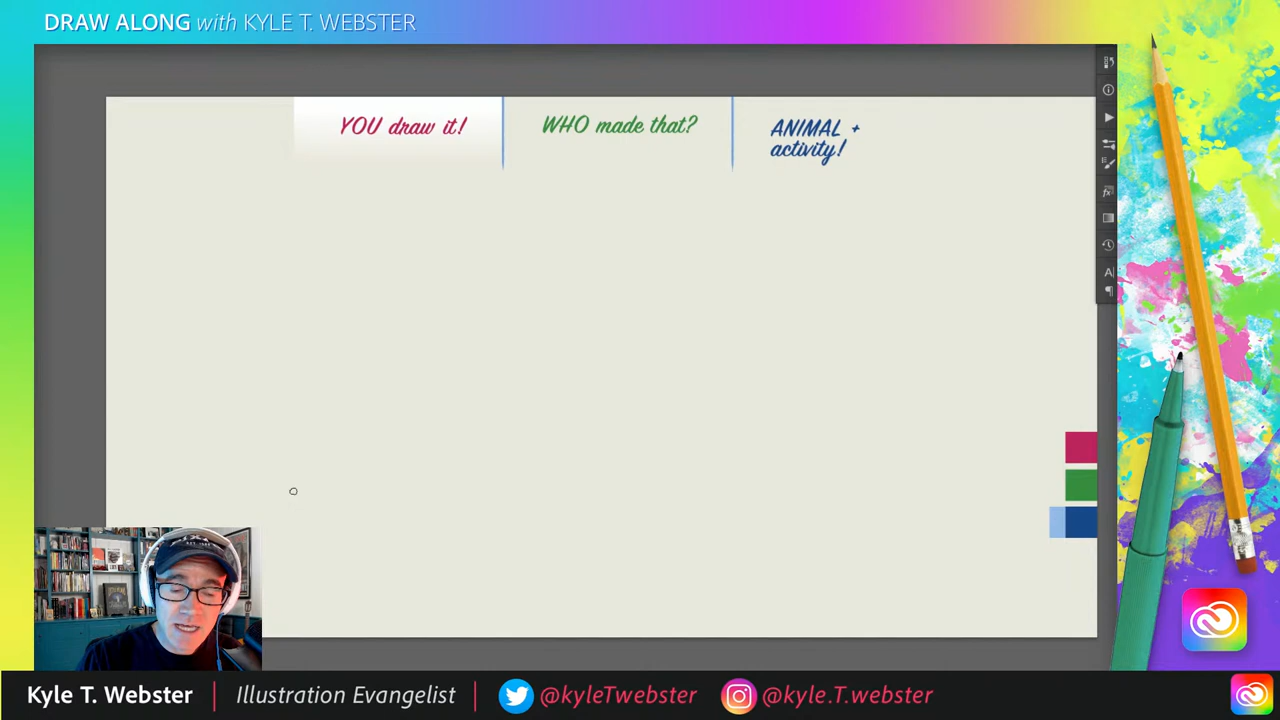 DRAW ALONG with KYLE T. WEBSTER
YOU draw it!
WHO made that?
ANIMAL +
activity!
Kyle T. Webster | Illustration Evangelist | @kyleTwebster @kyle.T.webster